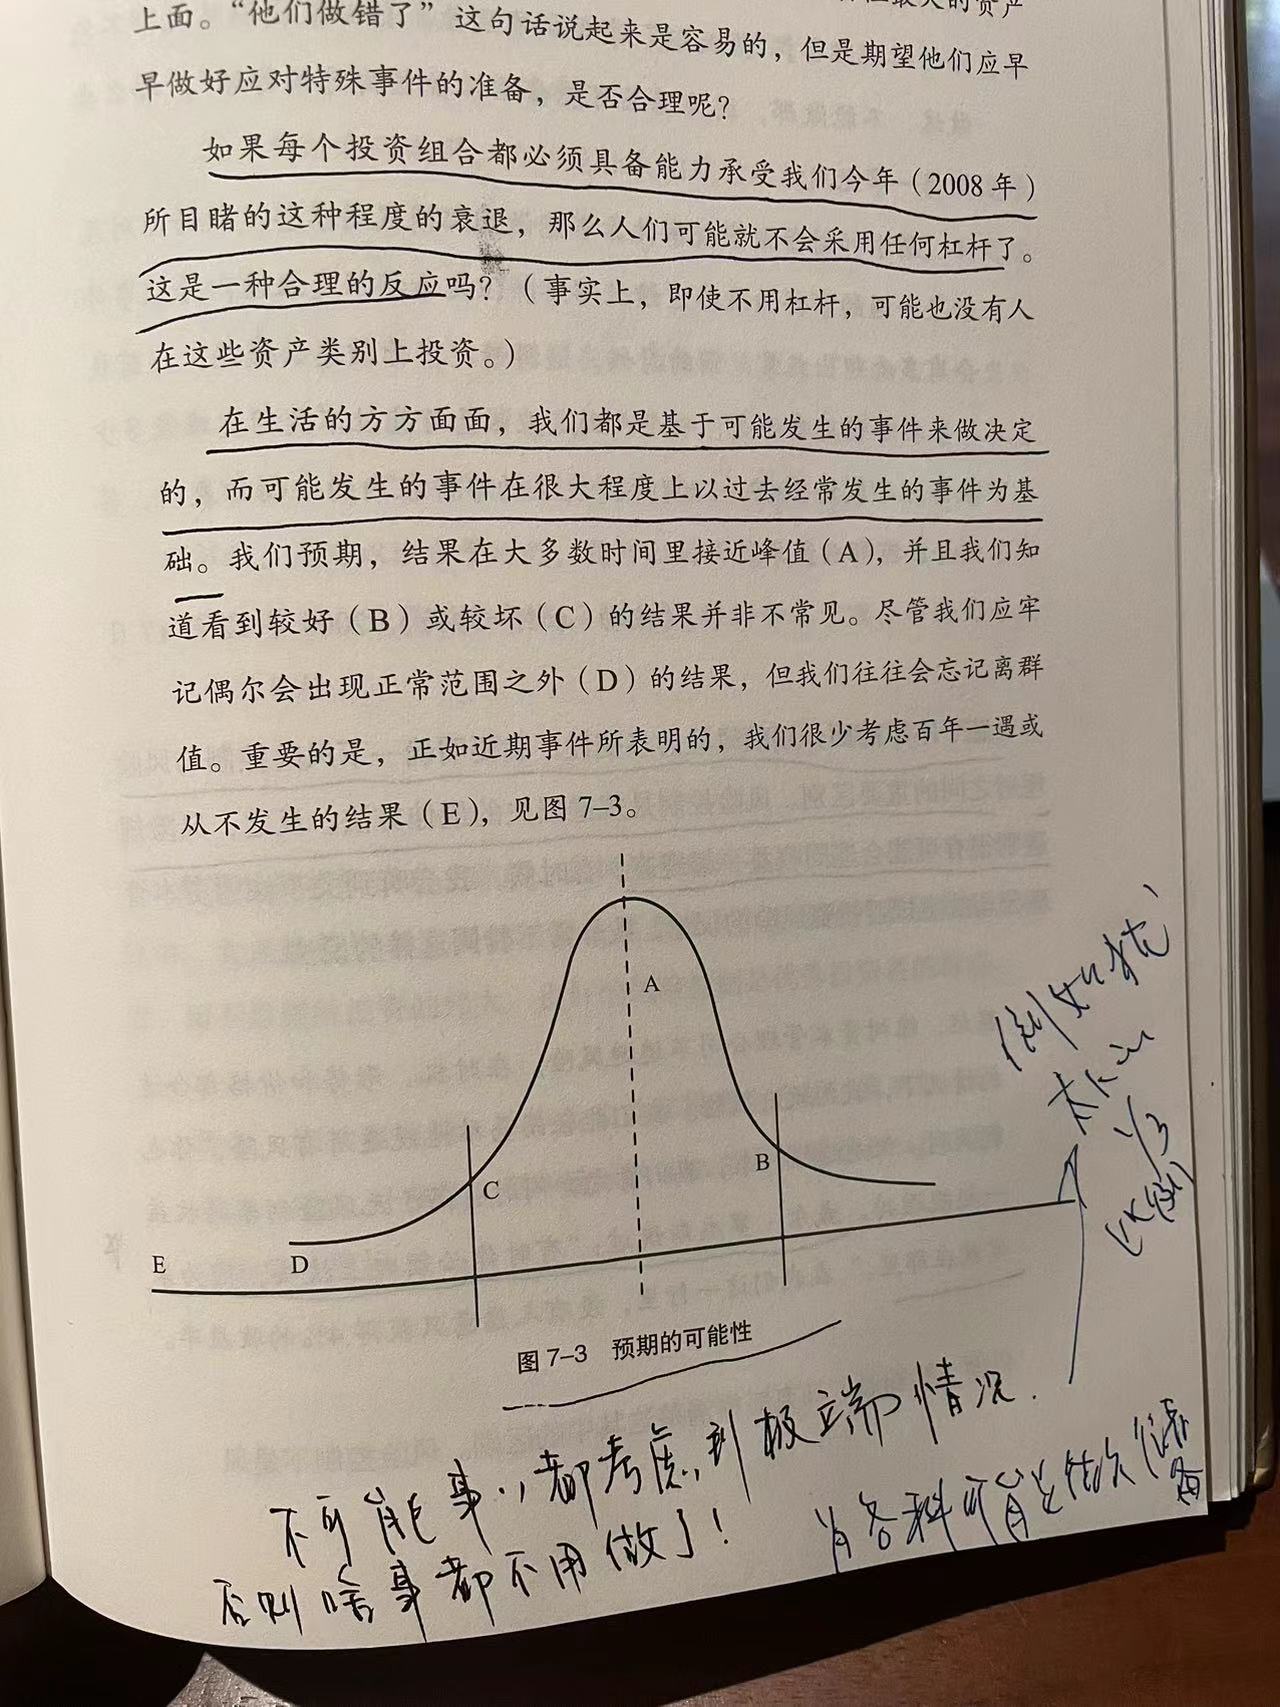 上面。“他们做错了”这句话说起来是容易的，但是期望他们应早
早做好应对特殊事件的准备，是否合理呢？
如果每个投资组合都必须具备能力承受我们今年（2008年）
所目睹的这种程度的衰退，那么人们可能就不会采用任何杠杆了。
这是一种合理的反应吗？（事实上，即使不用杠杆，可能也没有人
在这些资产类别上投资。）
在生活的方方面面，我们都是基于可能发生的事件来做决定
的，而可能发生的事件在很大程度上以过去经常发生的事件为基
础。我们预期，结果在大多数时间里接近峰值（A），并且我们知
道看到较好（B）或较坏（C）的结果并非不常见。尽管我们应牢
记偶尔会出现正常范围之外（D）的结果，但我们往往会忘记离群
值。重要的是，正如近期事件所表明的，我们很少考虑百年一遇或
从不发生的结果（E），见图7–3。
A
B
C
D
E
图7–3 预期的可能性
例如
1/3
不可能事事都考虑到极端情况.
否则啥事都不用做了！
为各种可能性做好准备